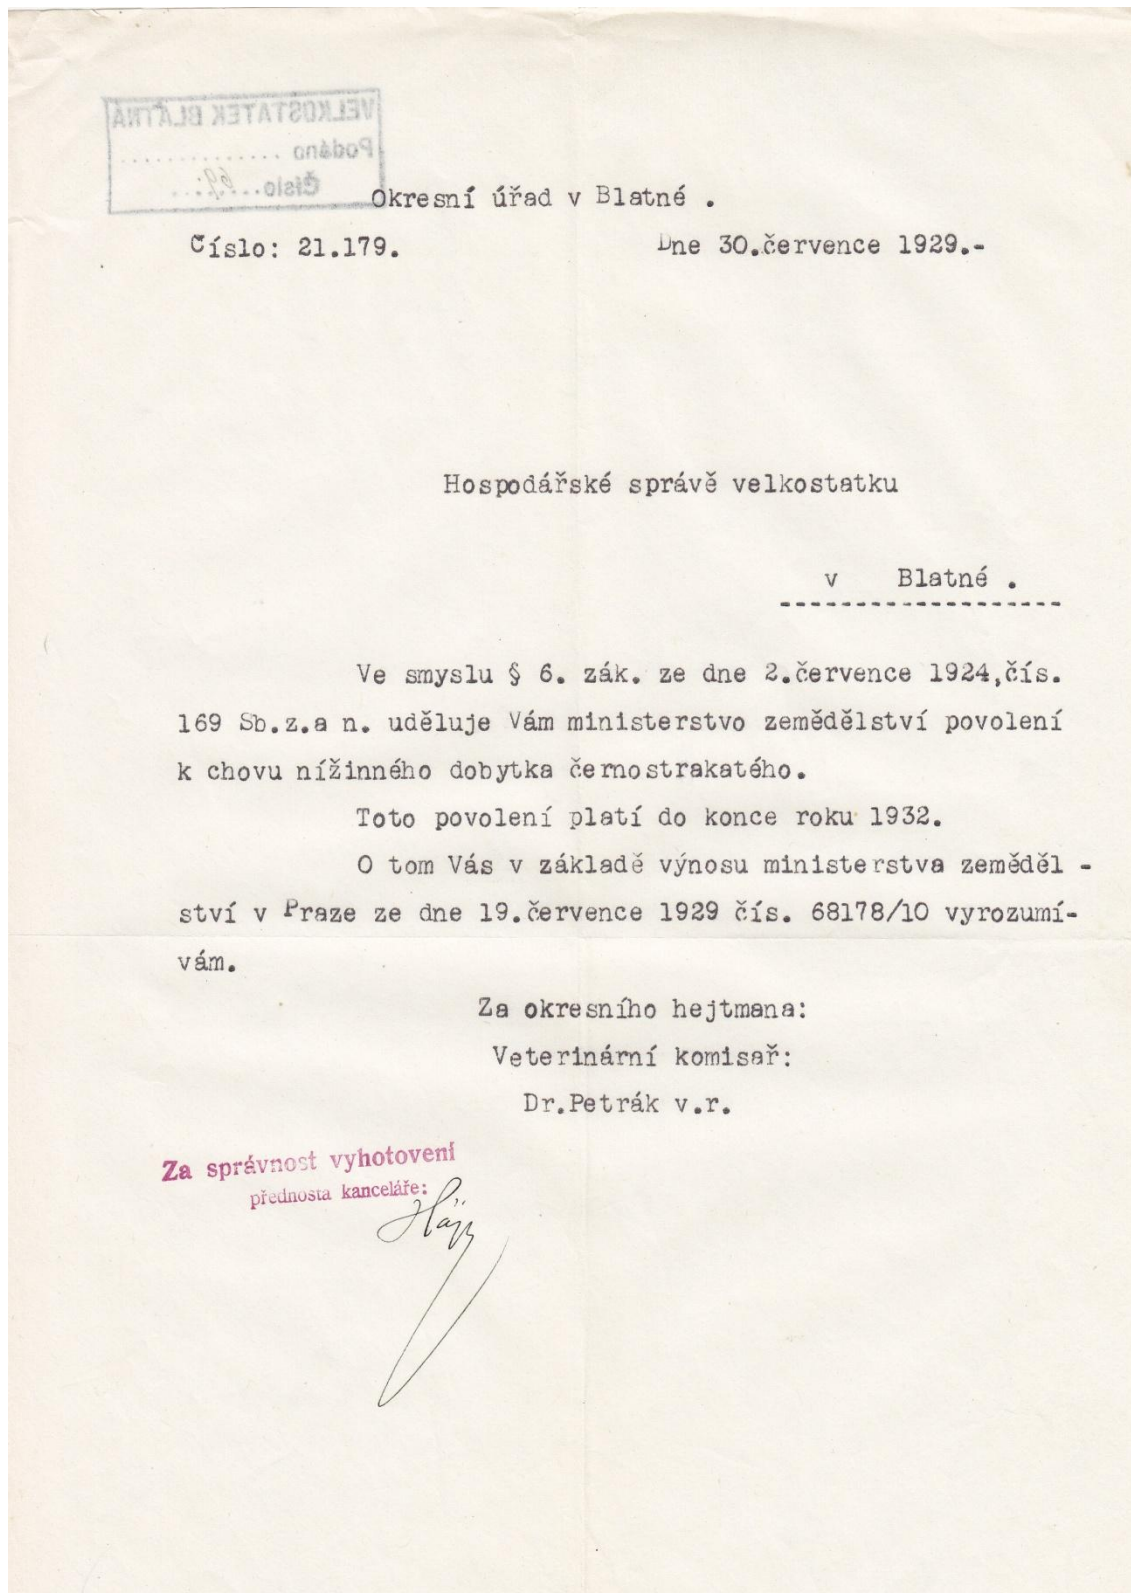 VELKOSTATEK BLATNÁ
Podáno ..............
Číslo....69:....
Okresní úřad v Blatné .
Číslo: 21.179.
Dne 30.července 1929.-
Hospodářské správě velkostatku
v Blatné .
-------------------
Ve smyslu § 6. zák. ze dne 2.července 1924,čís.
169 Sb.z.a n. uděluje Vám ministerstvo zemědělství povolení
k chovu nížinného dobytka černostrakatého.
Toto povolení platí do konce roku 1932.
O tom Vás v základě výnosu ministerstva zeměděl -
ství v Praze ze dne 19.července 1929 čís. 68178/10 vyrozumí-
vám.
Za okresního hejtmana:
Veterinární komisař:
Dr.Petrák v.r.
Za správnost vyhotovení
přednosta kanceláře: